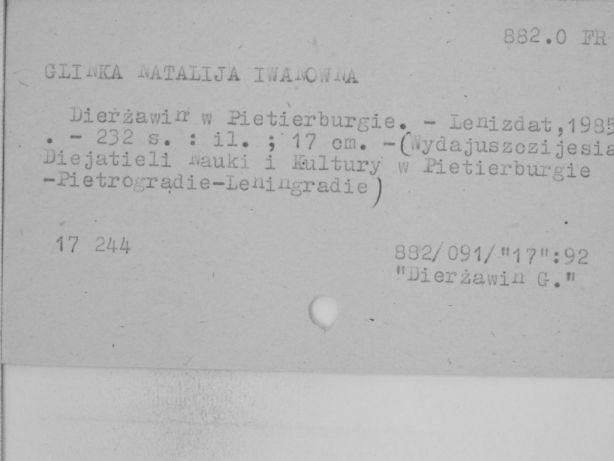 882.0 FR
GLINKA NATALIJA IWANOWNA
Dierżawin w Pietierburgie. - Lenizdat,1985
. - 232 s. : il. ; 17 cm. -(Wydajuszczijesia
Diejatieli Nauki i Kultury w Pietierburgie
-Pietrogradie-Leningradie)
17 244
882/091/"17":92
"Dierżawin G."